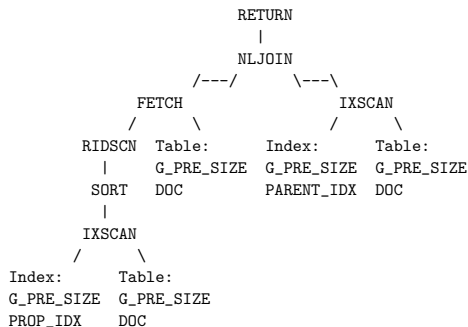 RETURN
|
NLJOIN
/---/ \---\
FETCH IXSCAN
/ \ / \
RIDSCN Table: Index: Table:
| G_PRE_SIZE G_PRE_SIZE G_PRE_SIZE
SORT DOC PARENT_IDX DOC
|
IXSCAN
/ \
Index: Table:
G_PRE_SIZE G_PRE_SIZE
PROP_IDX DOC